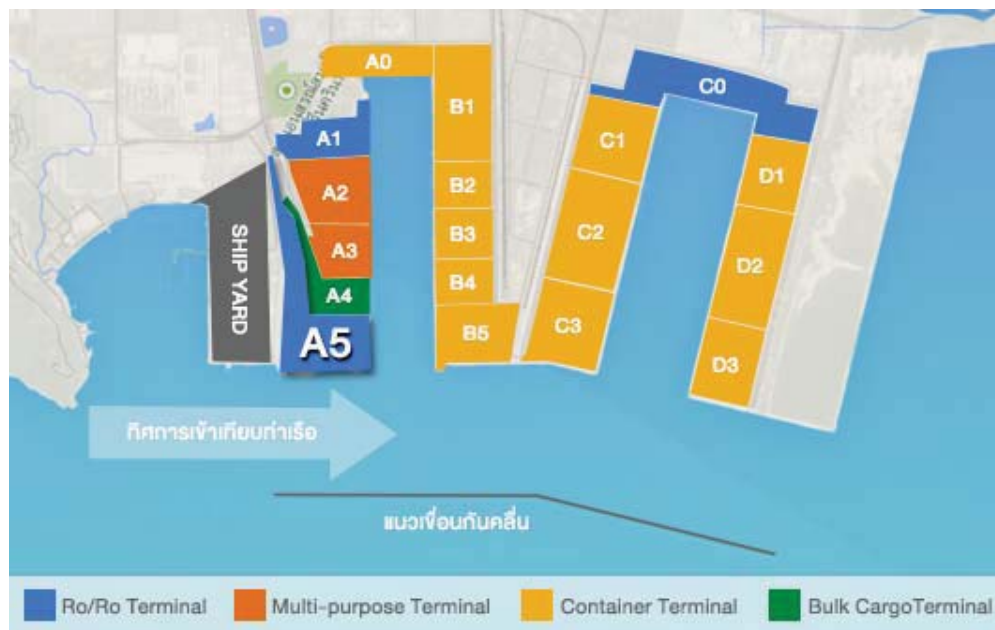 A0
B1
C0
A1
C1
A2
B2
D1
B3
C2
A3
SHIP YARD
D2
B4
A4
C3
B5
A5
D3
ทิศการเข้าเทียบท่าเรือ
แนวเขื่อนกันคลื่น
Ro/Ro Terminal
Multi-purpose Terminal
Container Terminal
Bulk CargoTerminal